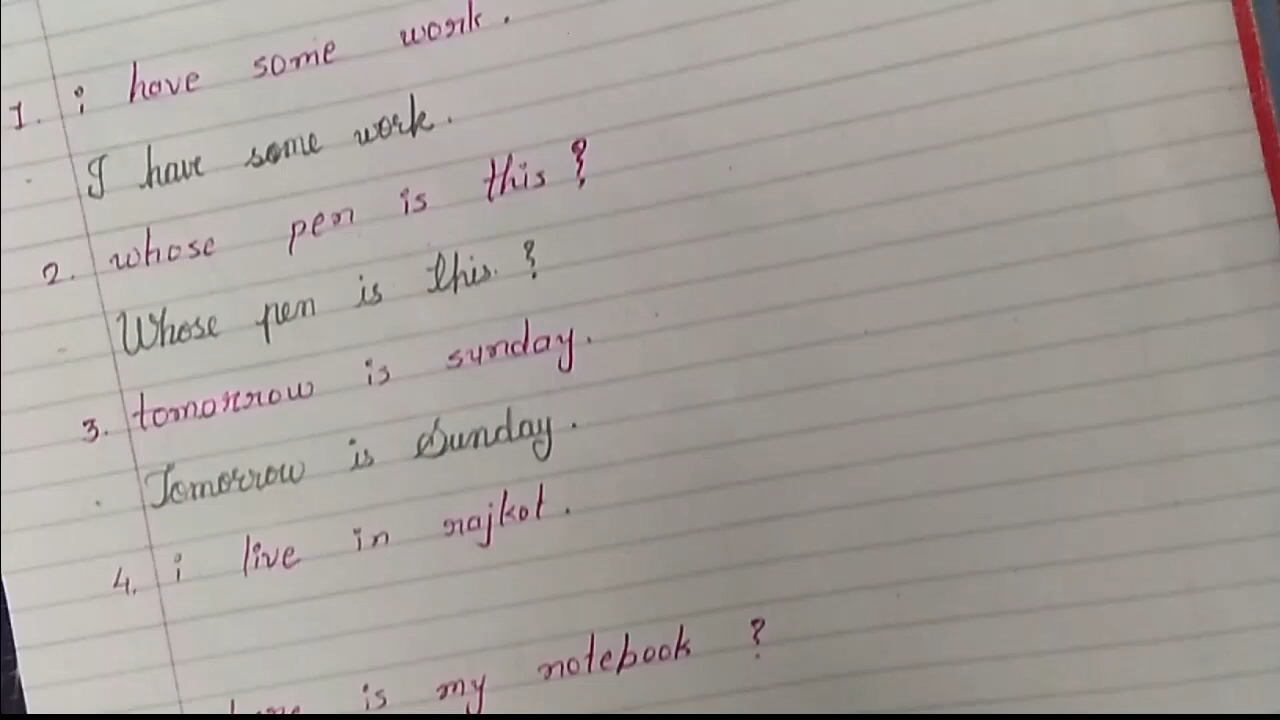 1. i have some work.
I have some work.
2. whose pen is this?
Whose pen is this?
3. tomorrow is sunday.
Tomorrow is Sunday.
4. i live in rajkot.
is my notebook?